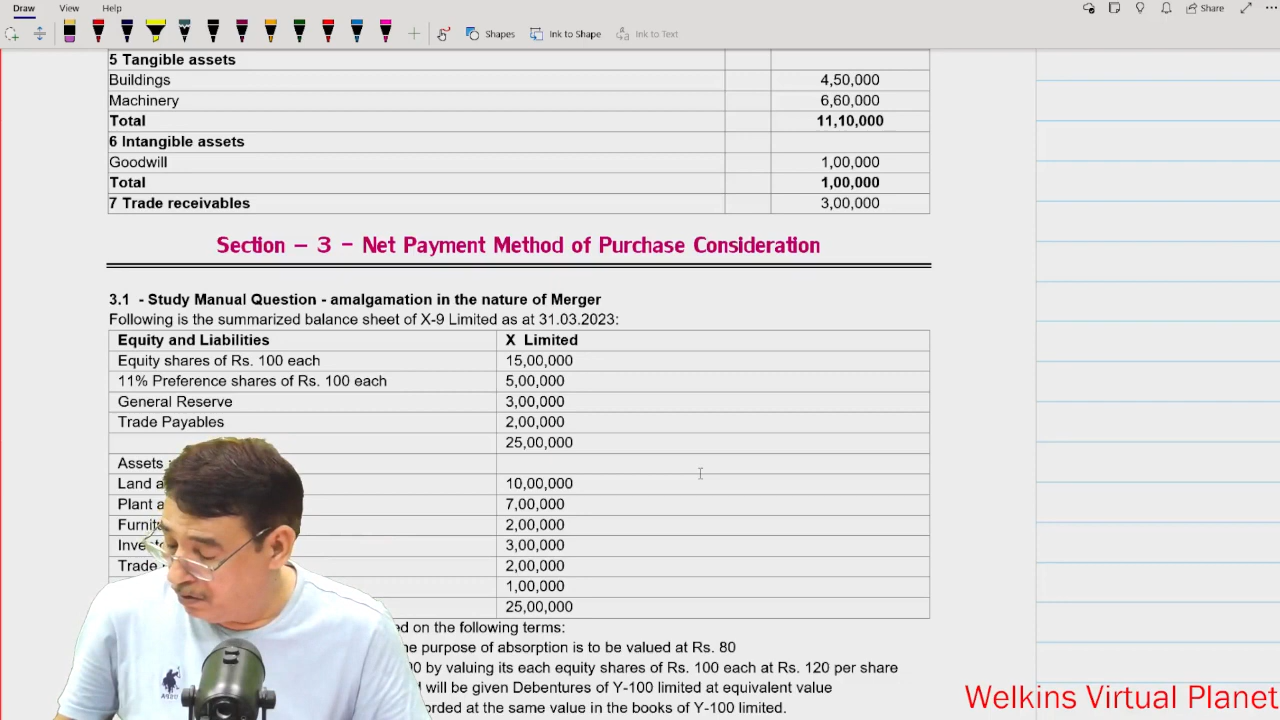 Draw View Help
Share
Shapes Ink to Shape Ink to Text
5 Tangible assets
Buildings 4,50,000
Machinery 6,60,000
Total 11,10,000
6 Intangible assets
Goodwill 1,00,000
Total 1,00,000
7 Trade receivables 3,00,000
Section – 3 – Net Payment Method of Purchase Consideration
3.1 - Study Manual Question - amalgamation in the nature of Merger
Following is the summarized balance sheet of X-9 Limited as at 31.03.2023:
Equity and Liabilities X Limited
Equity shares of Rs. 100 each 15,00,000
11% Preference shares of Rs. 100 each 5,00,000
General Reserve 3,00,000
Trade Payables 2,00,000
25,00,000
Assets
Land 10,00,000
Plant 7,00,000
2,00,000
3,00,000
Trade 2,00,000
1,00,000
25,00,000
on the following terms:
purpose of absorption is to be valued at Rs. 80
by valuing its each equity shares of Rs. 100 each at Rs. 120 per share
will be given Debentures of Y-100 limited at equivalent value
at the same value in the books of Y-100 limited.
Welkins Virtual Planet